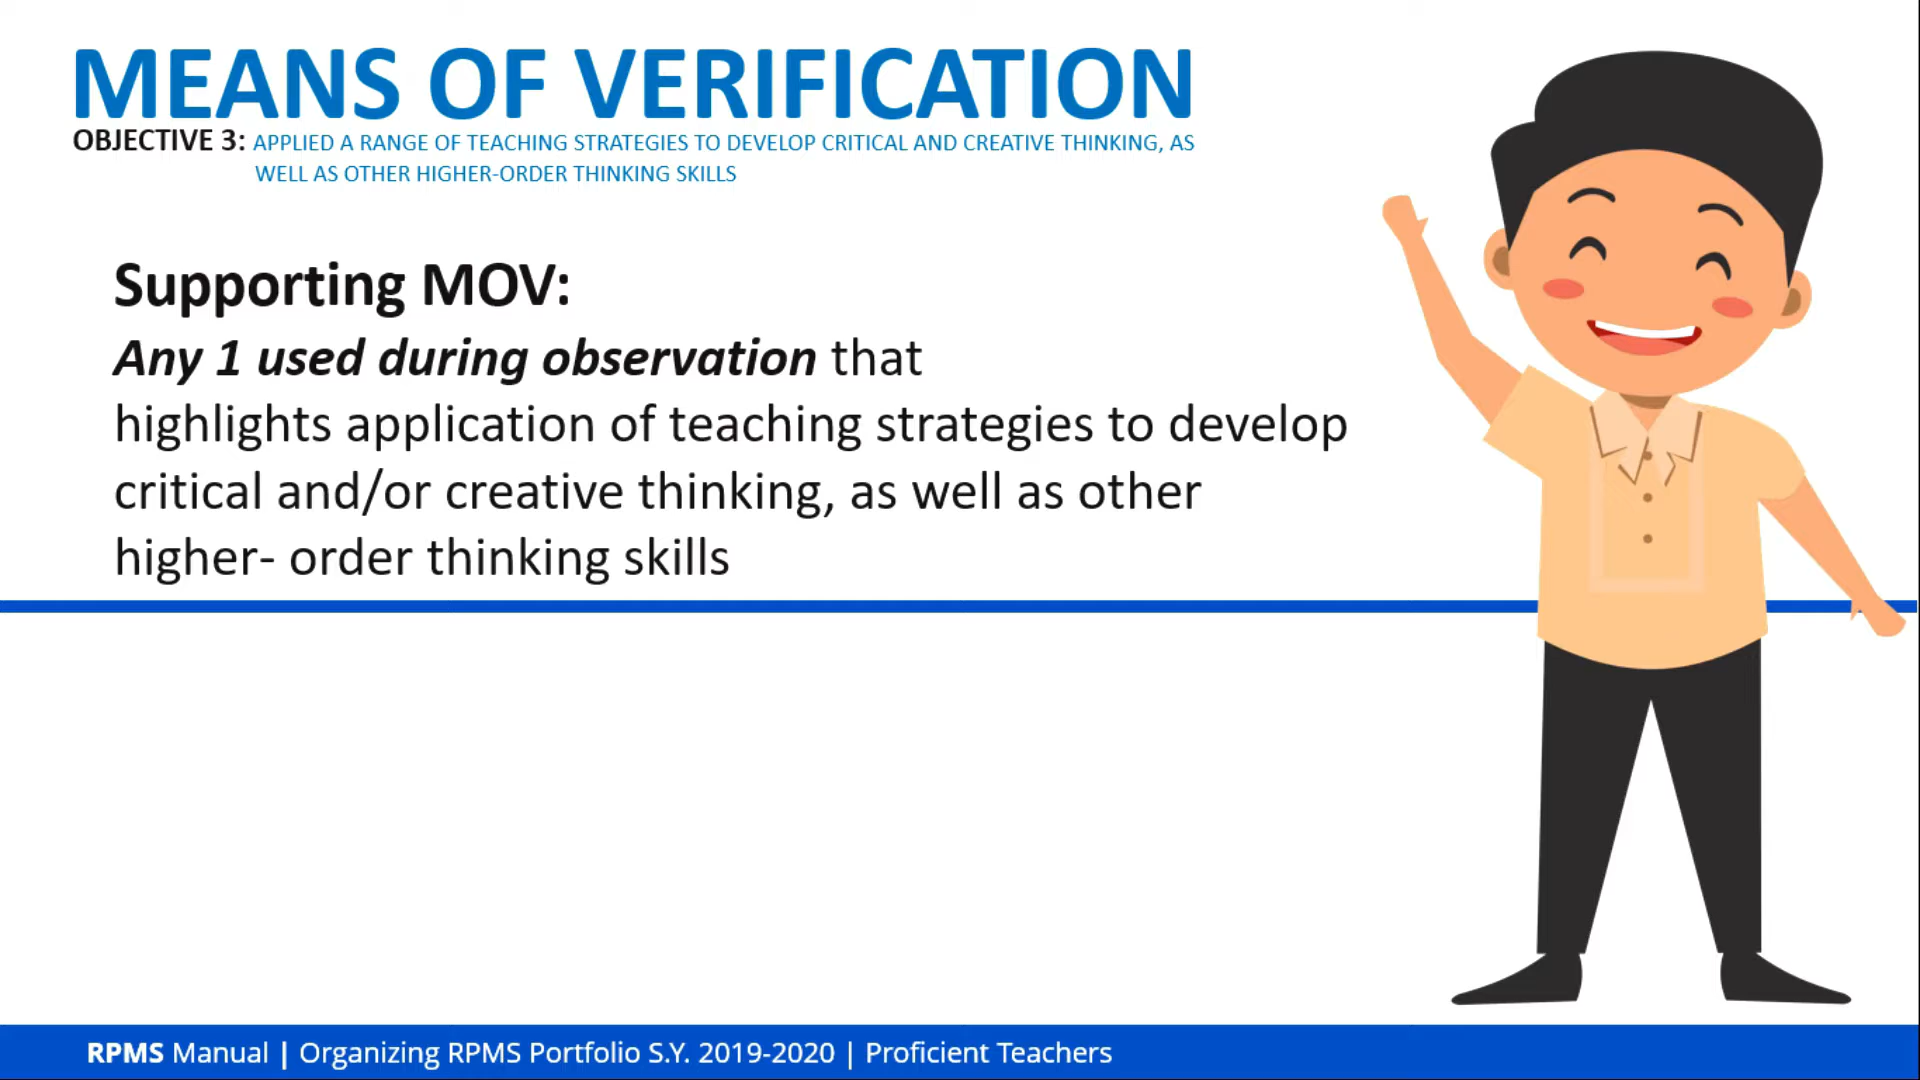 MEANS OF VERIFICATION
OBJECTIVE 3: APPLIED A RANGE OF TEACHING STRATEGIES TO DEVELOP CRITICAL AND CREATIVE THINKING, AS
WELL AS OTHER HIGHER-ORDER THINKING SKILLS
Supporting MOV:
Any 1 used during observation that
highlights application of teaching strategies to develop
critical and/or creative thinking, as well as other
higher- order thinking skills
RPMS Manual | Organizing RPMS Portfolio S.Y. 2019-2020 | Proficient Teachers